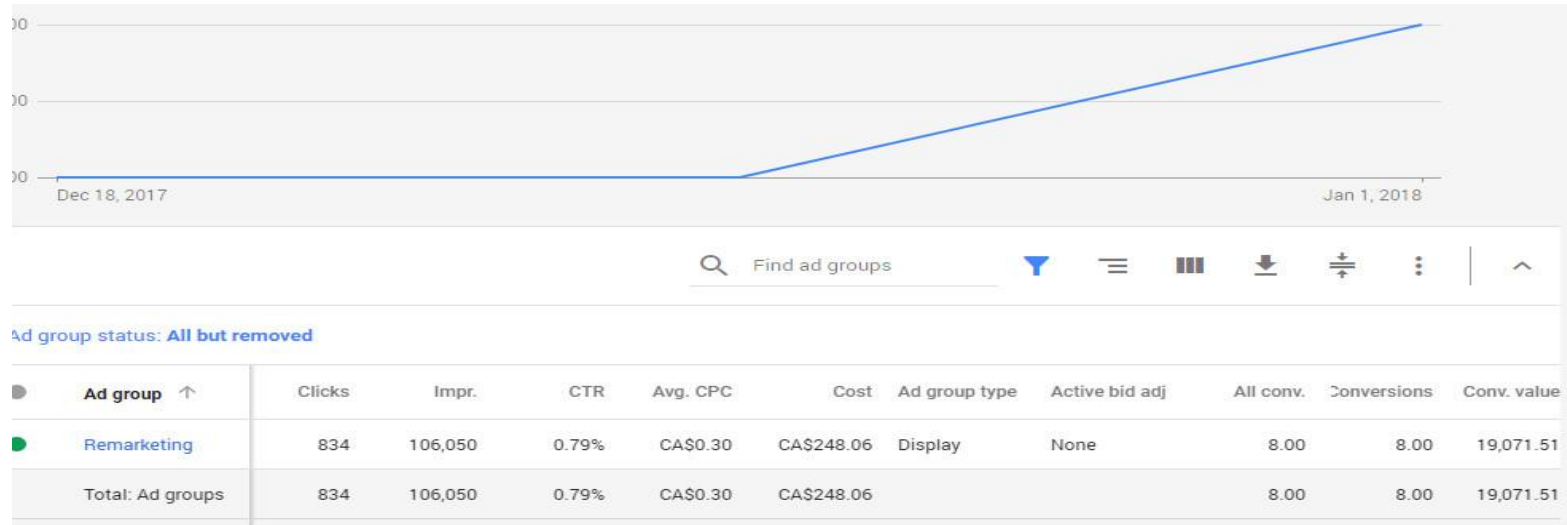 00
00
00
Dec 18, 2017 Jan 1, 2018
Find ad groups
Ad group status: All but removed
Ad group Clicks Impr. CTR Avg. CPC Cost Ad group type Active bid adj All conv. Conversions Conv. value
Remarketing 834 106,050 0.79% CA$0.30 CA$248.06 Display None 8.00 8.00 19,071.51
Total: Ad groups 834 106,050 0.79% CA$0.30 CA$248.06 8.00 8.00 19,071.51